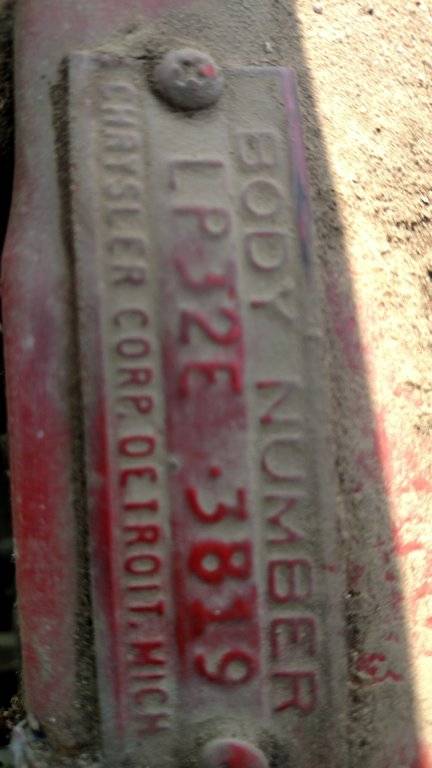 BODY NUMBER
LP32E ·3819
CHRYSLER CORP. DETROIT. MICH